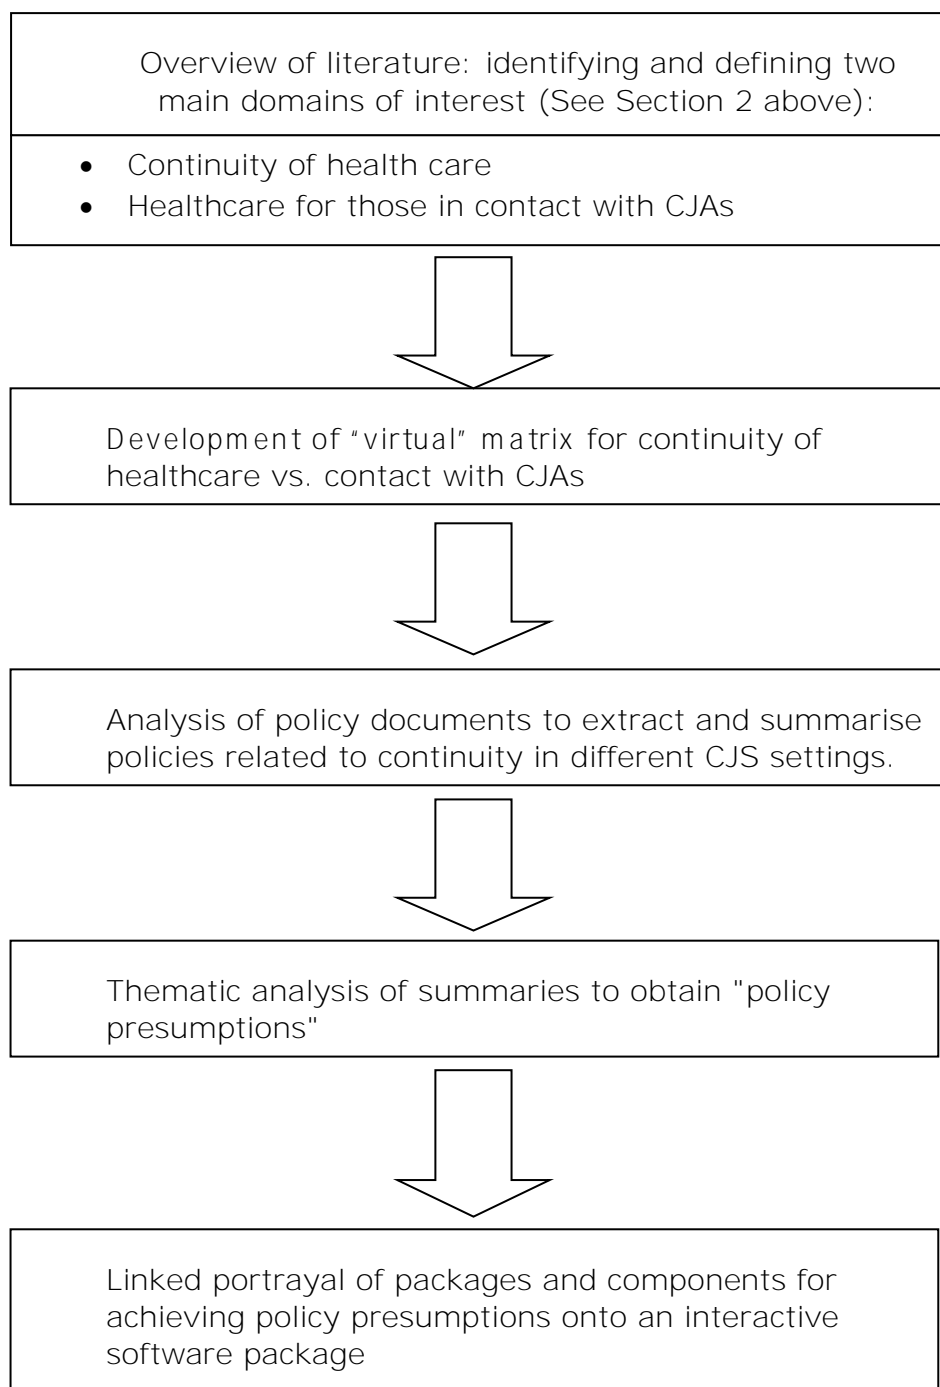 Overview of literature: identifying and defining two
main domains of interest (See Section 2 above):
• Continuity of health care
• Healthcare for those in contact with CJAs
Development of “virtual” matrix for continuity of
healthcare vs. contact with CJAs
Analysis of policy documents to extract and summarise
policies related to continuity in different CJS settings.
Thematic analysis of summaries to obtain "policy
presumptions"
Linked portrayal of packages and components for
achieving policy presumptions onto an interactive
software package